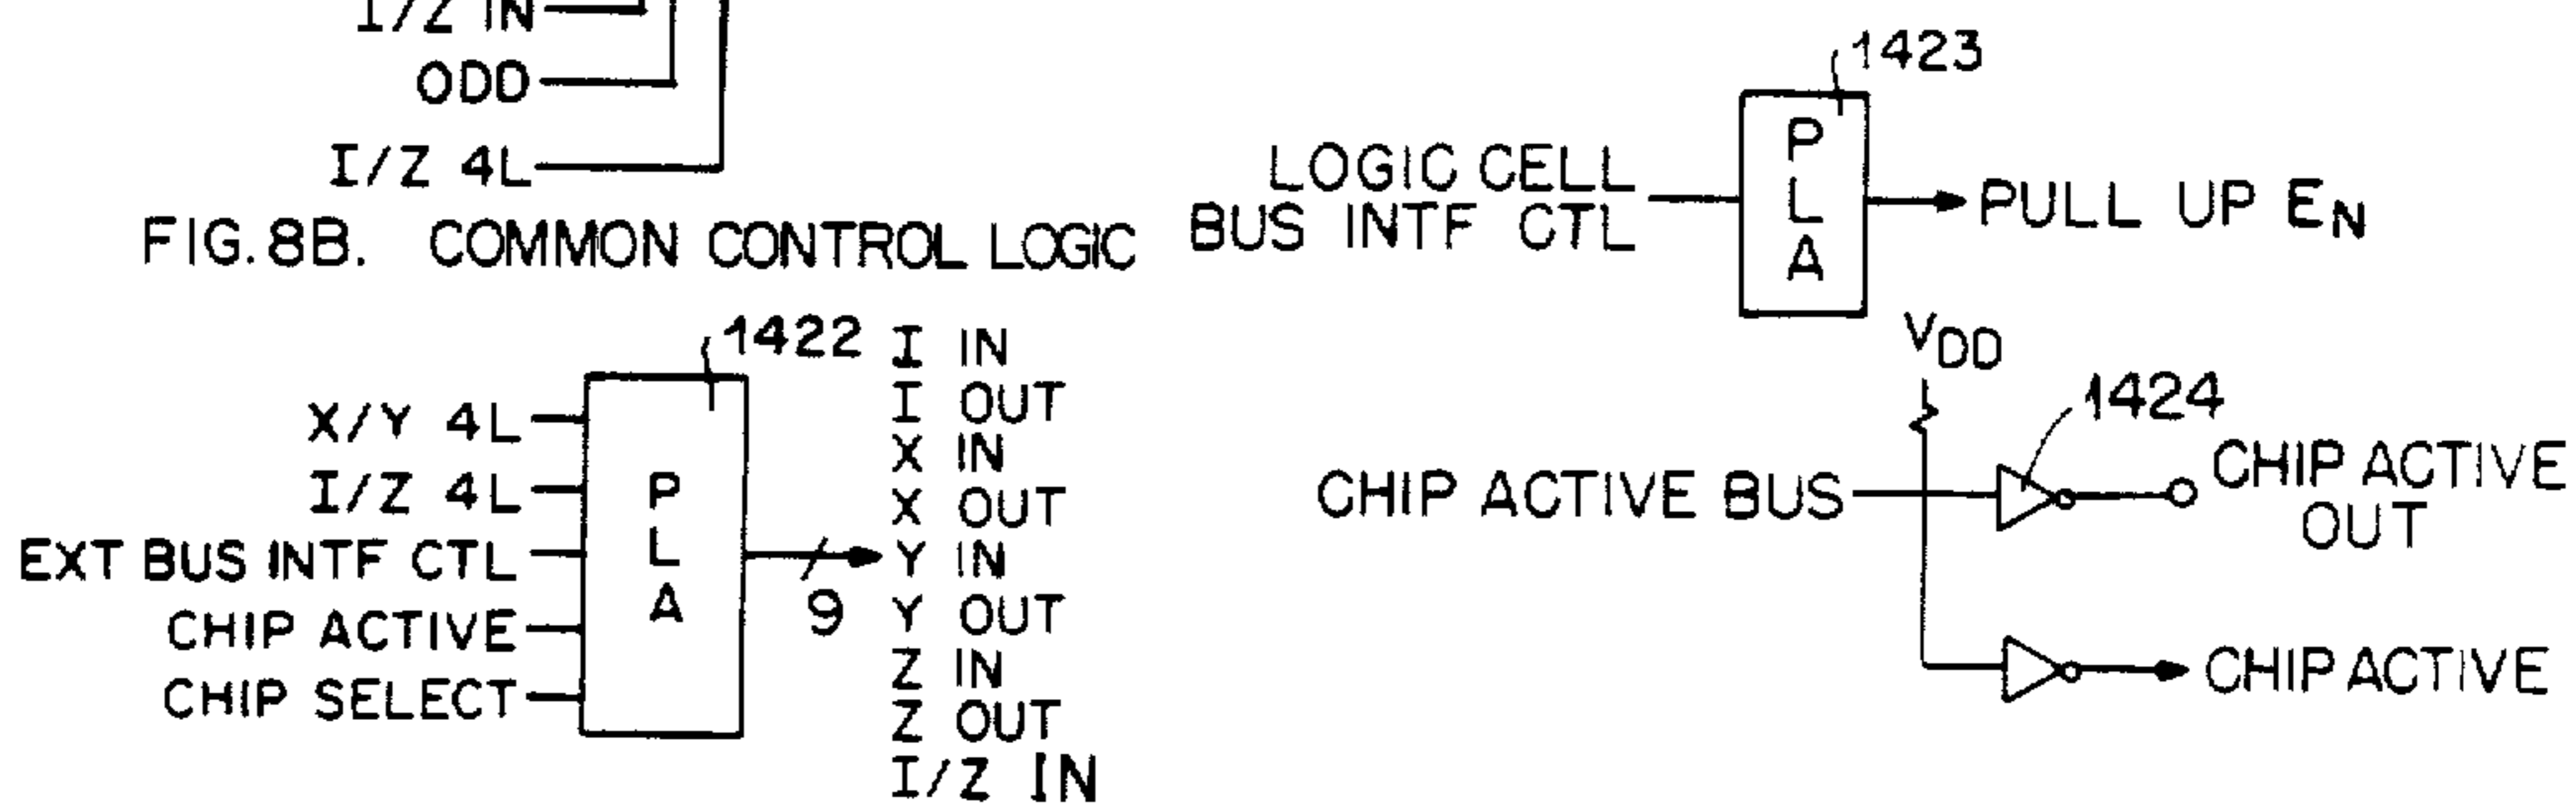 I/Z IN
ODD
I/Z 4L
FIG. 8B. COMMON CONTROL LOGIC
1423
LOGIC CELL
BUS INTF CTL
P
L
A
PULL UP EN
1422
X/Y 4L
I/Z 4L
EXT BUS INTF CTL
CHIP ACTIVE
CHIP SELECT
P
L
A
9
I IN
I OUT
X IN
X OUT
Y IN
Y OUT
Z IN
Z OUT
I/Z IN
VDD
1424
CHIP ACTIVE BUS
CHIP ACTIVE
OUT
CHIP ACTIVE